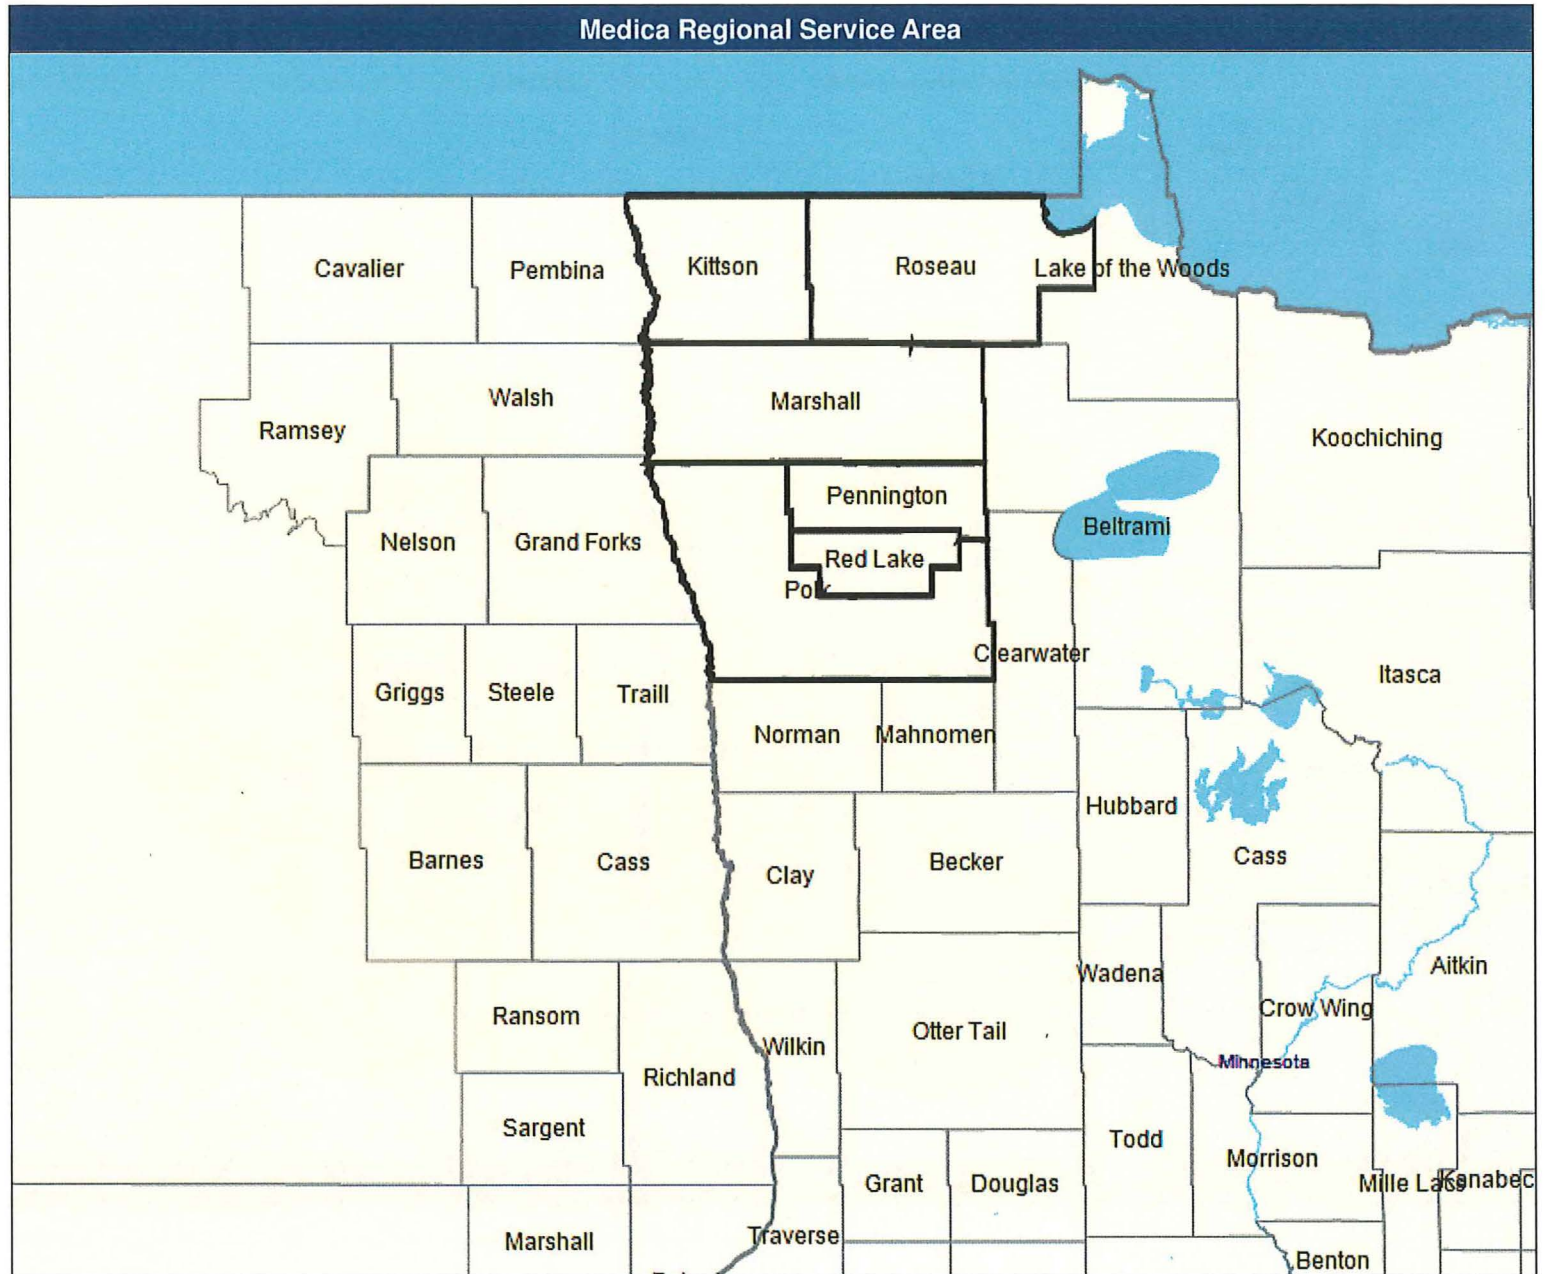 Medica Regional Service Area
Cavalier
Pembina
Kittson
Roseau
Lake of the Woods
Walsh
Marshall
Ramsey
Koochiching
Pennington
Nelson
Grand Forks
Beltrami
Red Lake
Polk
Clearwater
Griggs
Steele
Traill
Itasca
Norman
Mahnomen
Hubbard
Barnes
Cass
Clay
Becker
Cass
Aitkin
Wadena
Ransom
Otter Tail
Crow Wing
Wilkin
Minnesota
Richland
Sargent
Todd
Morrison
Grant
Douglas
Mille Lacs
Kanabec
Marshall
Traverse
Benton